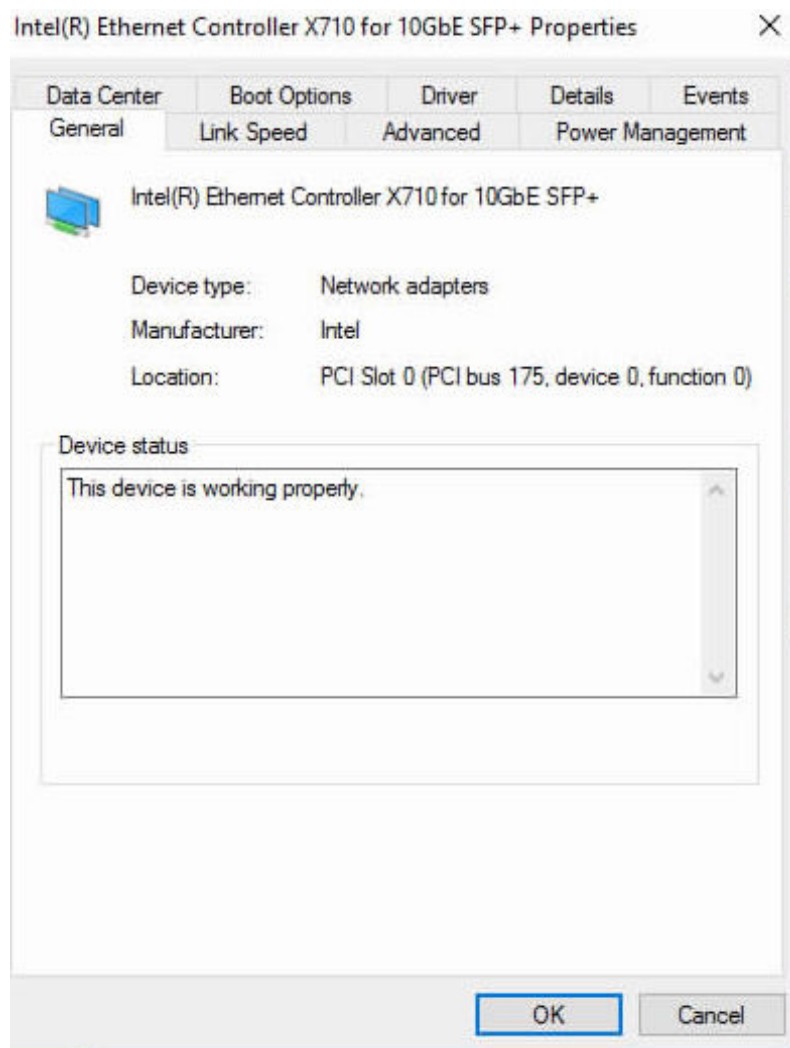 Intel(R) Ethernet Controller X710 for 10GbE SFP+ Properties
Data Center Boot Options Driver Details Events
General Link Speed Advanced Power Management
Intel(R) Ethernet Controller X710 for 10GbE SFP+
Device type: Network adapters
Manufacturer: Intel
Location: PCI Slot 0 (PCI bus 175, device 0, function 0)
Device status
This device is working properly.
OK Cancel